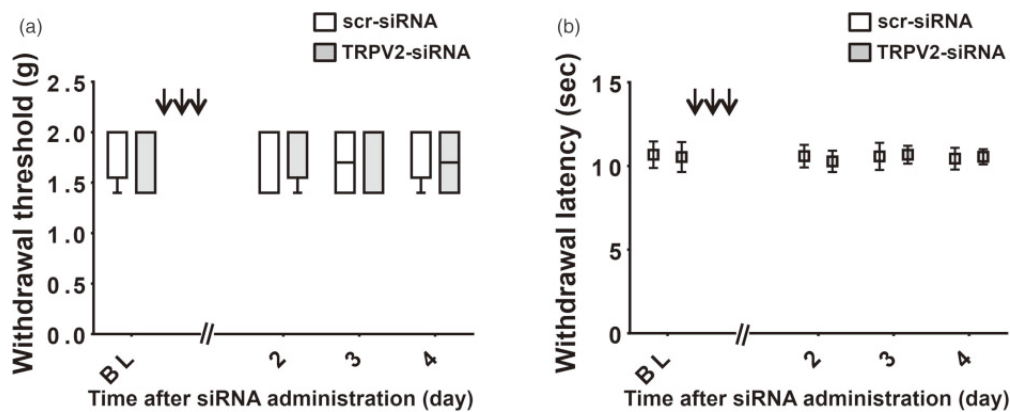 (a)
scr-siRNA
TRPV2-siRNA
Withdrawal threshold (g)
2.5
2.0
1.5
1.0
0.5
0.0
BL
2
3
4
Time after siRNA administration (day)
(b)
scr-siRNA
TRPV2-siRNA
Withdrawal latency (sec)
15
10
5
0
BL
2
3
4
Time after siRNA administration (day)